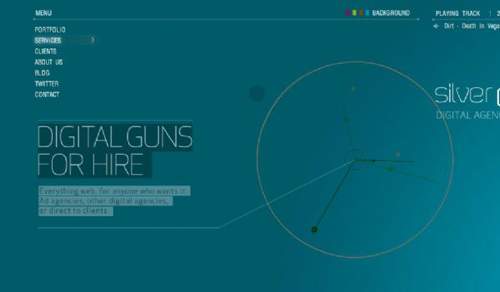 MENU
BACKGROUND
PLAYING TRACK
PORTFOLIO
SERVICES
CLIENTS
ABOUT US
BLOG
TWITTER
CONTACT
Dirt - Death in Vega
silver
DIGITAL AGEN
DIGITAL GUNS
FOR HIRE
Everything web, for anyone who wants it.
Ad agencies, other digital agencies,
or direct to clients.